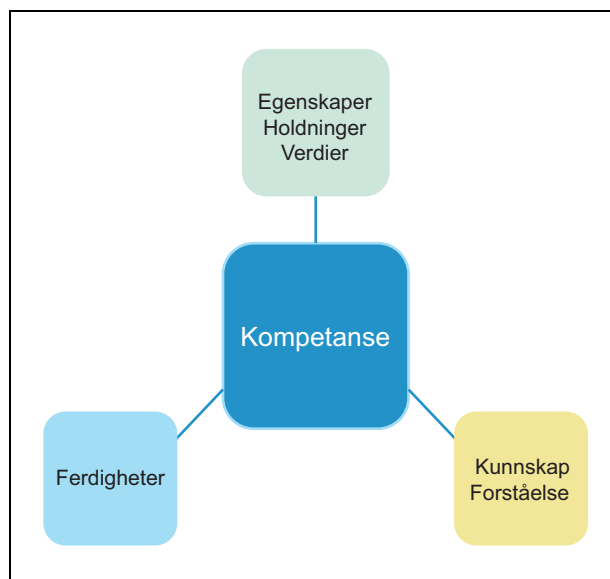 Egenskaper
Holdninger
Verdier
Kompetanse
Ferdigheter
Kunnskap
Forståelse